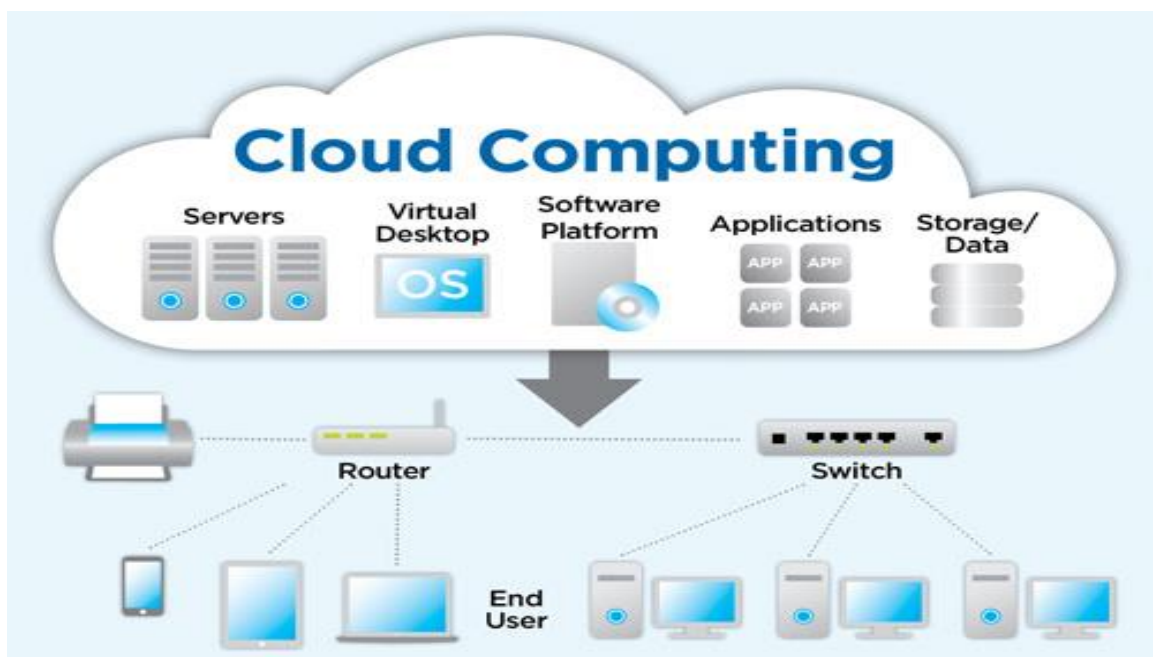 Cloud Computing
Servers
Virtual
Desktop
Software
Platform
Applications
Storage/
Data
OS
APP APP
APP APP
Router
Switch
End
User